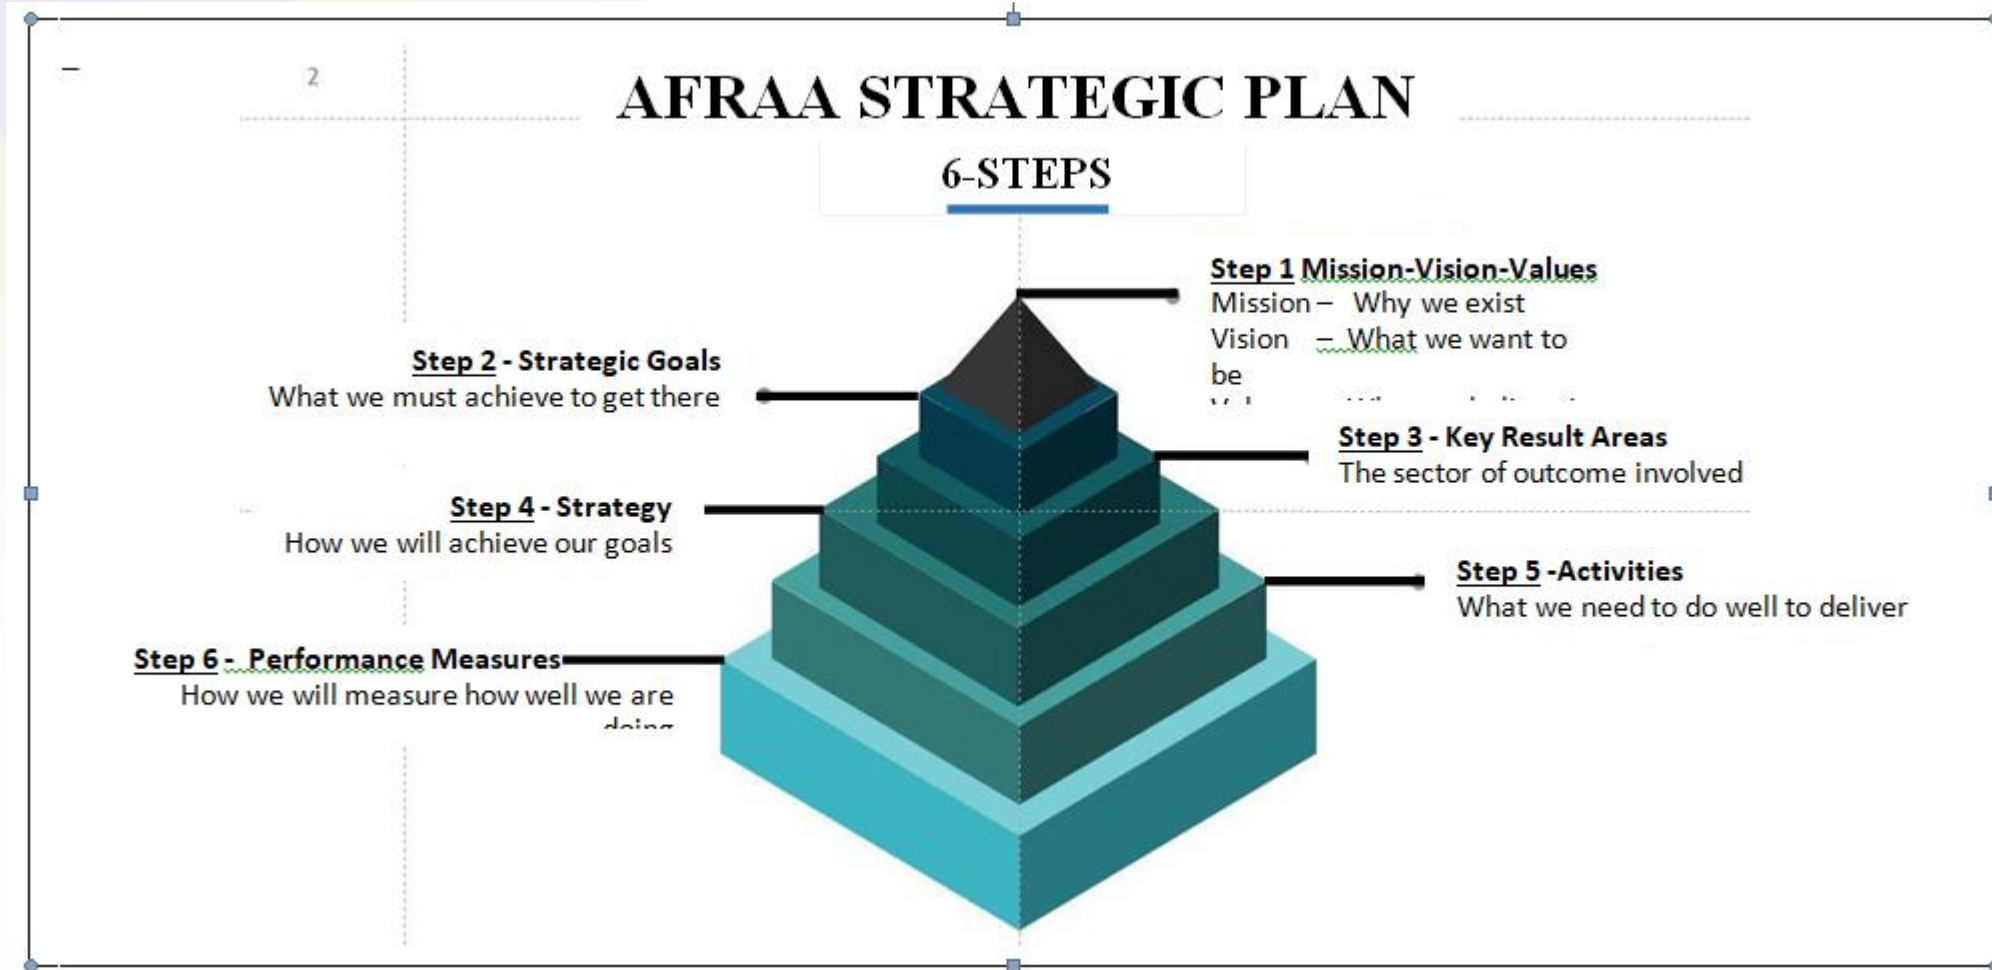 2
AFRAA STRATEGIC PLAN
6-STEPS
Step 1 Mission-Vision-Values
Mission – Why we exist
Vision – What we want to
be
Step 2 - Strategic Goals
What we must achieve to get there
Step 3 - Key Result Areas
The sector of outcome involved
Step 4 - Strategy
How we will achieve our goals
Step 5 -Activities
What we need to do well to deliver
Step 6 - Performance Measures
How we will measure how well we are
doing